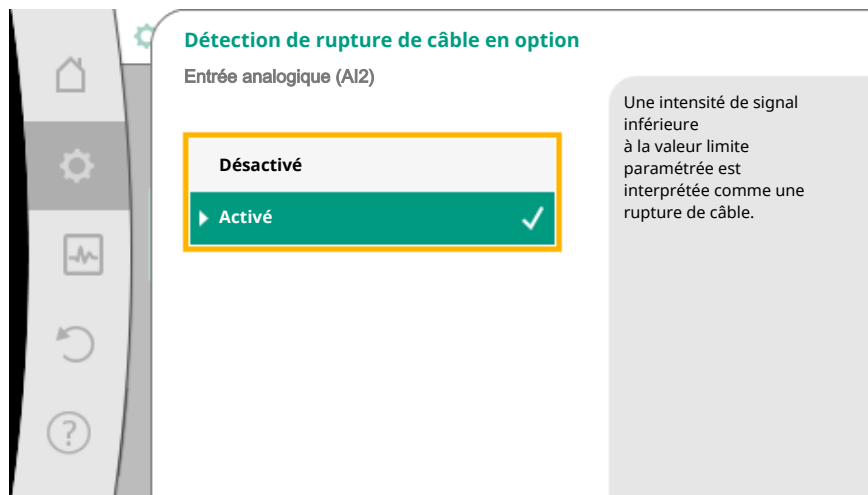 Détection de rupture de câble en option
Entrée analogique (AI2)
Désactivé
Activé
Une intensité de signal
inférieure
à la valeur limite
paramétrée est
interprétée comme une
rupture de câble.
?